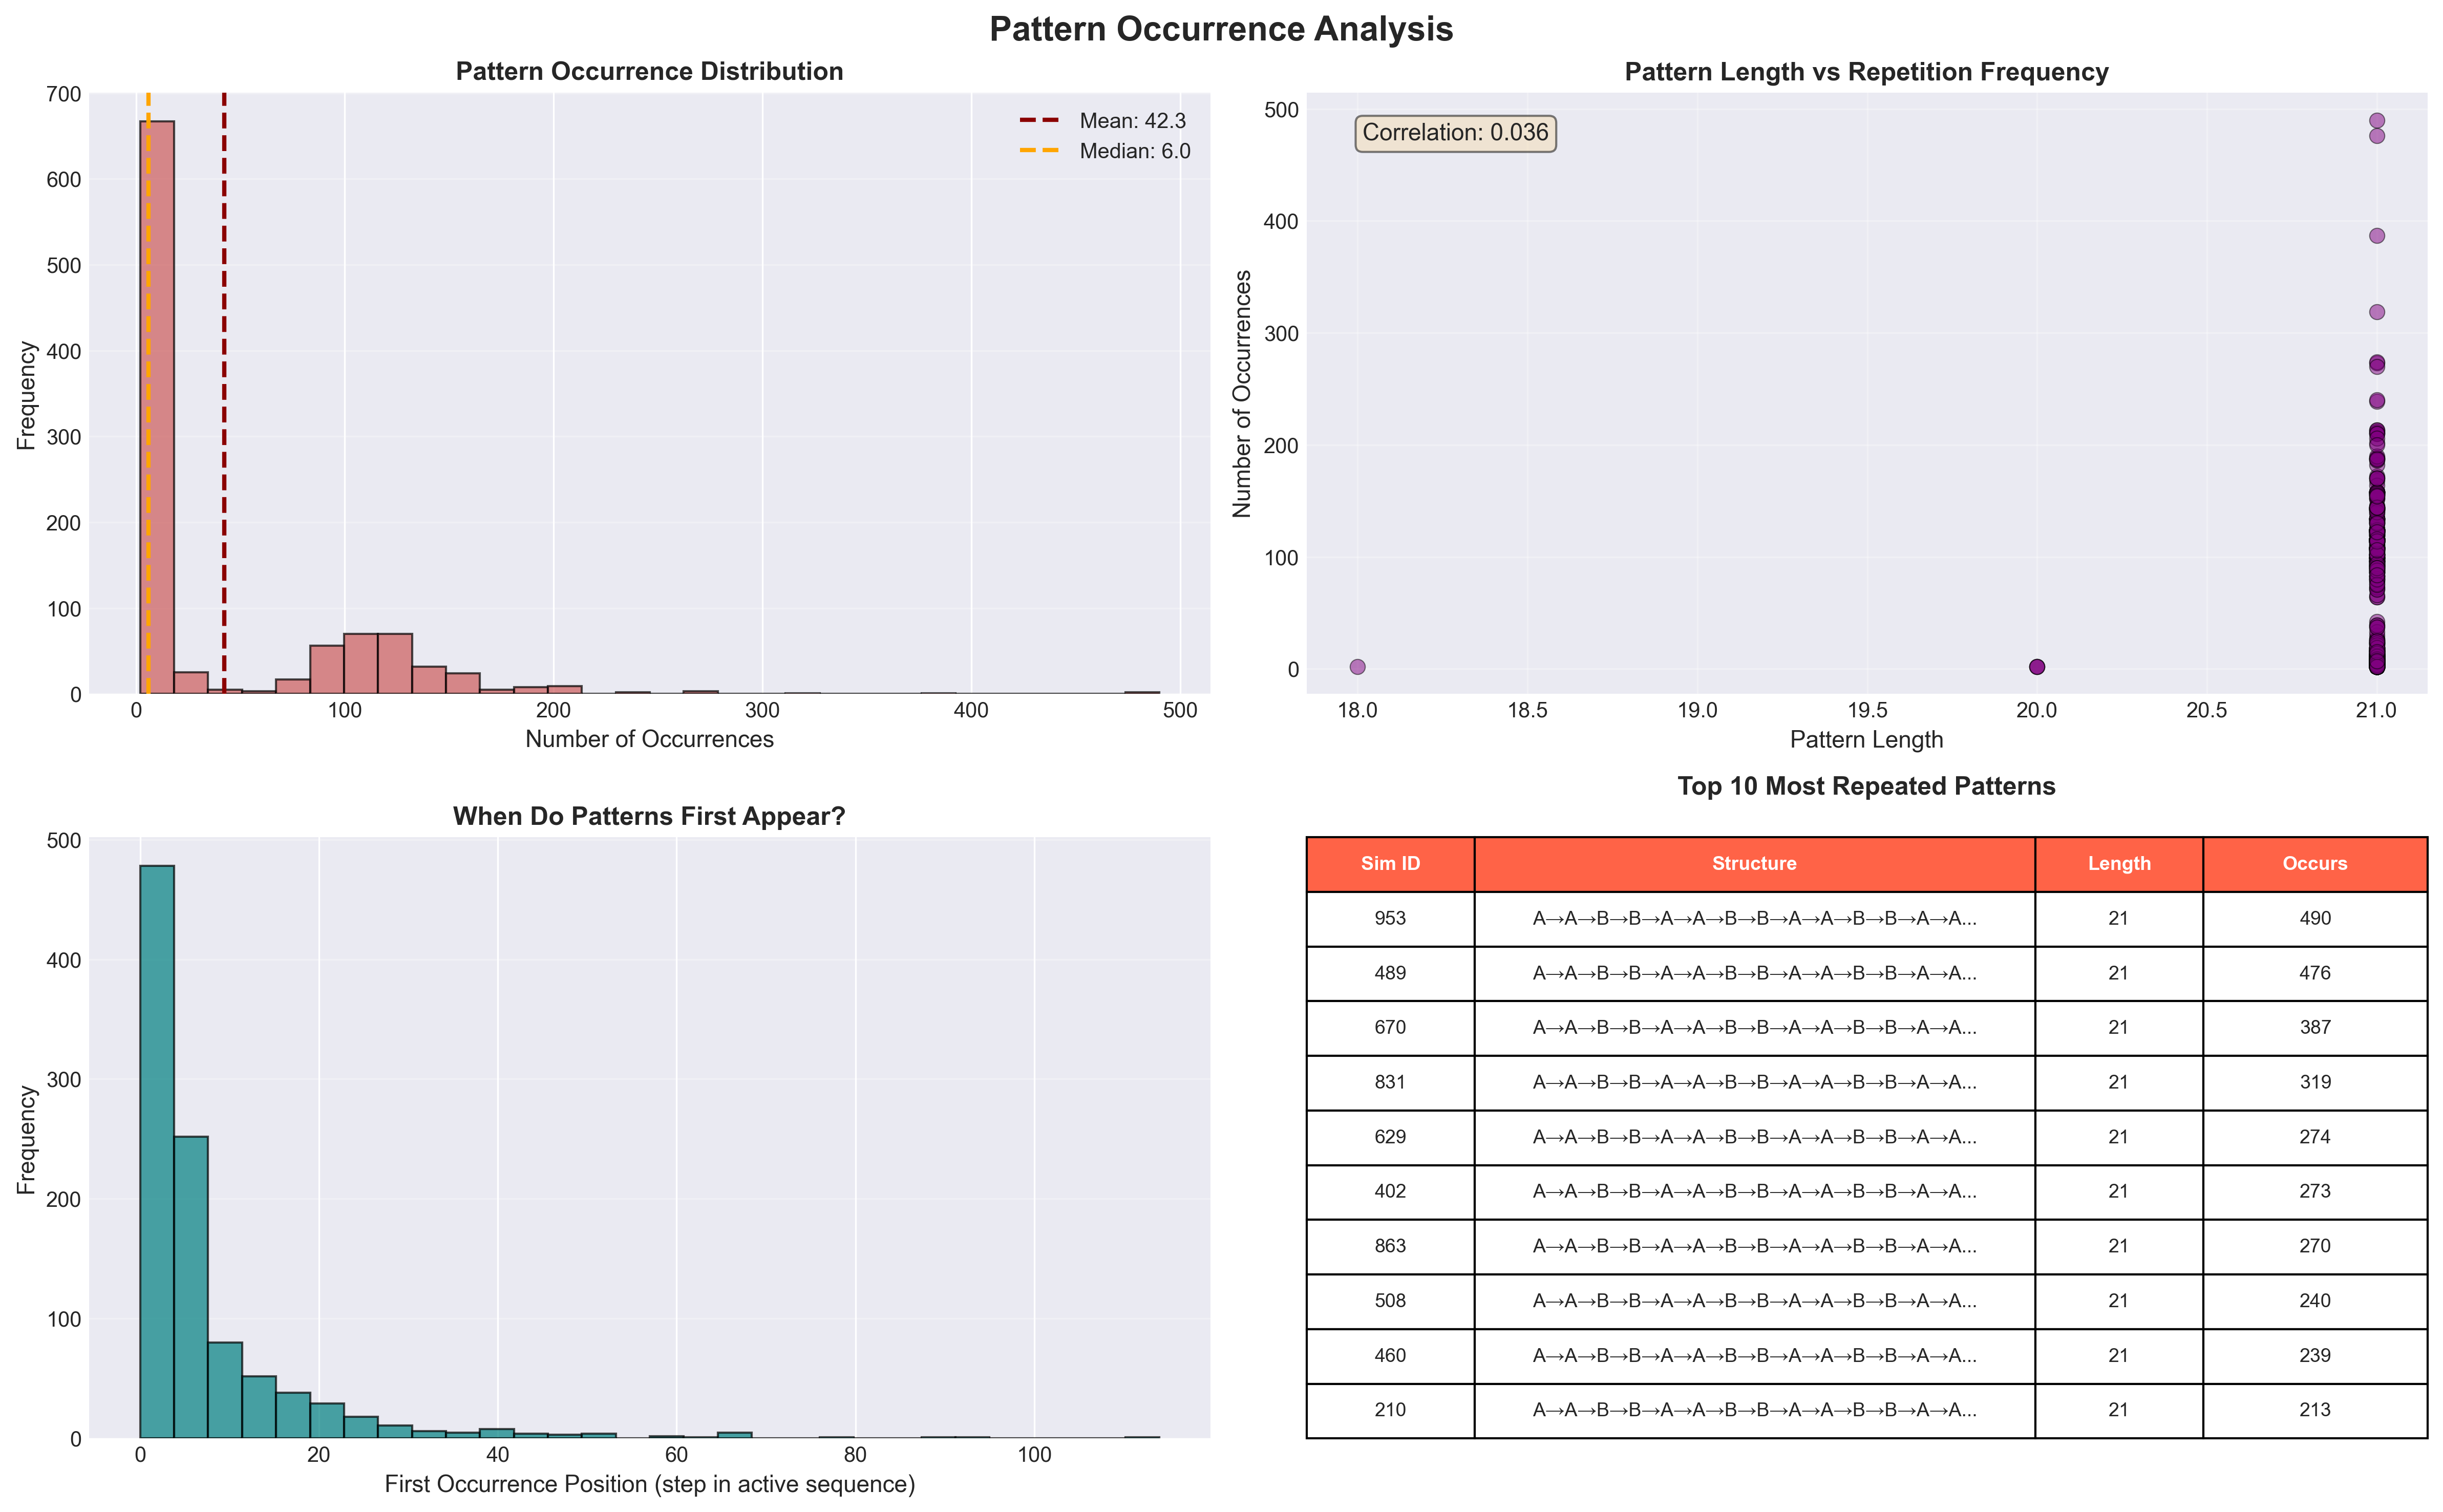 Pattern Occurrence Analysis
Pattern Occurrence Distribution
Frequency
700
600
500
400
300
200
100
0
Mean: 42.3
Median: 6.0
0 100 200 300 400 500
Number of Occurrences
Pattern Length vs Repetition Frequency
Number of Occurrences
500
400
300
200
100
0
Correlation: 0.036
18.0 18.5 19.0 19.5 20.0 20.5 21.0
Pattern Length
When Do Patterns First Appear?
Frequency
500
400
300
200
100
0
0 20 40 60 80 100
First Occurrence Position (step in active sequence)
Top 10 Most Repeated Patterns
Sim ID Structure Length Occurs
953 A→A→B→B→A→A→B→B→A→A→B→B→A→A... 21 490
489 A→A→B→B→A→A→B→B→A→A→B→B→A→A... 21 476
670 A→A→B→B→A→A→B→B→A→A→B→B→A→A... 21 387
831 A→A→B→B→A→A→B→B→A→A→B→B→A→A... 21 319
629 A→A→B→B→A→A→B→B→A→A→B→B→A→A... 21 274
402 A→A→B→B→A→A→B→B→A→A→B→B→A→A... 21 273
863 A→A→B→B→A→A→B→B→A→A→B→B→A→A... 21 270
508 A→A→B→B→A→A→B→B→A→A→B→B→A→A... 21 240
460 A→A→B→B→A→A→B→B→A→A→B→B→A→A... 21 239
210 A→A→B→B→A→A→B→B→A→A→B→B→A→A... 21 213